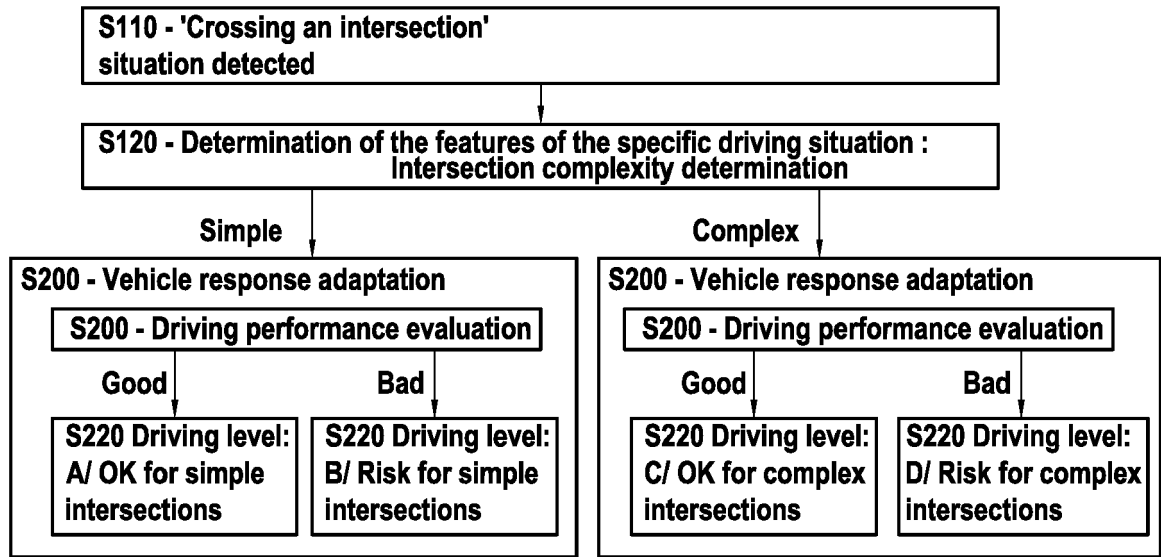 S110 - 'Crossing an intersection'
situation detected
S120 - Determination of the features of the specific driving situation :
Intersection complexity determination
Simple
Complex
S200 - Vehicle response adaptation
S200 - Driving performance evaluation
Good
Bad
S220 Driving level:
A/ OK for simple
intersections
S220 Driving level:
B/ Risk for simple
intersections
S200 - Vehicle response adaptation
S200 - Driving performance evaluation
Good
Bad
S220 Driving level:
C/ OK for complex
intersections
S220 Driving level:
D/ Risk for complex
intersections